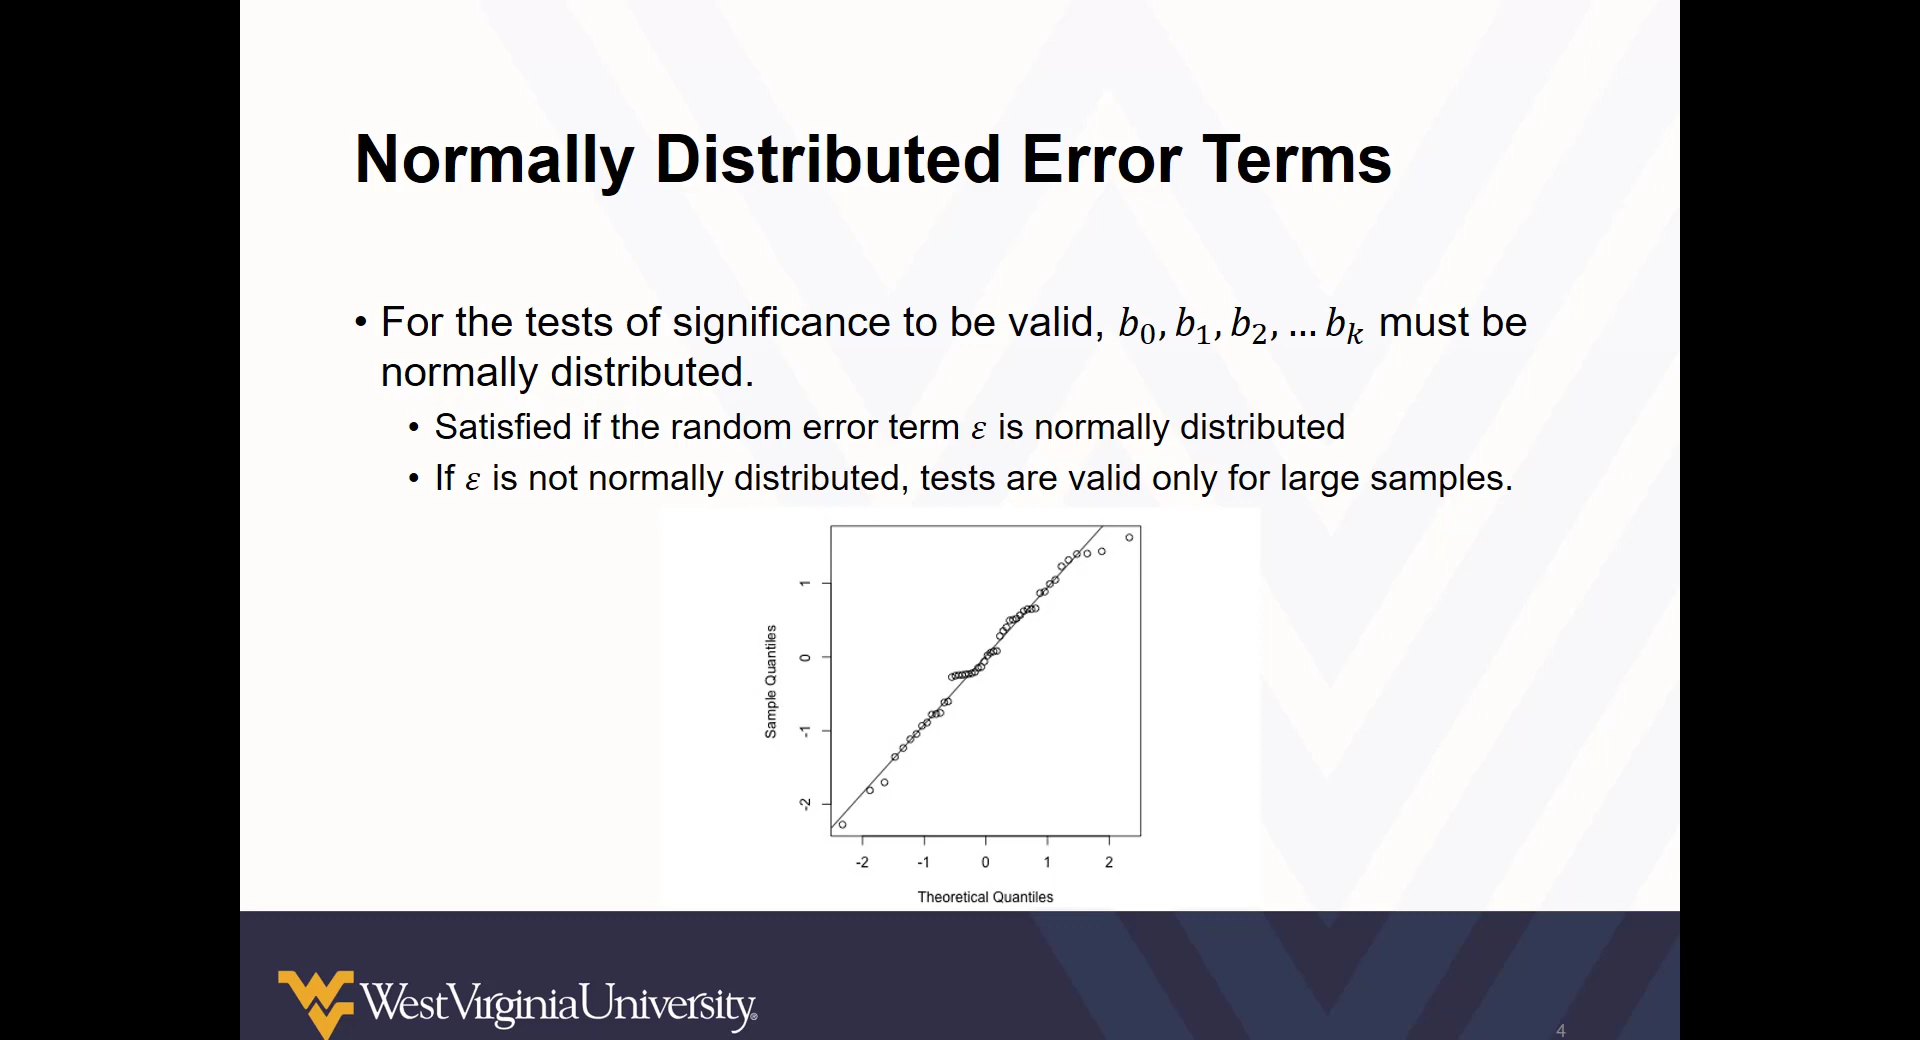 Normally Distributed Error Terms
• For the tests of significance to be valid, b₀, b₁, b₂, … bₖ must be
normally distributed.
• Satisfied if the random error term ε is normally distributed
• If ε is not normally distributed, tests are valid only for large samples.
Sample Quantiles
1
0
-1
-2
-2 -1 0 1 2
Theoretical Quantiles
WestVirginiaUniversity®
4